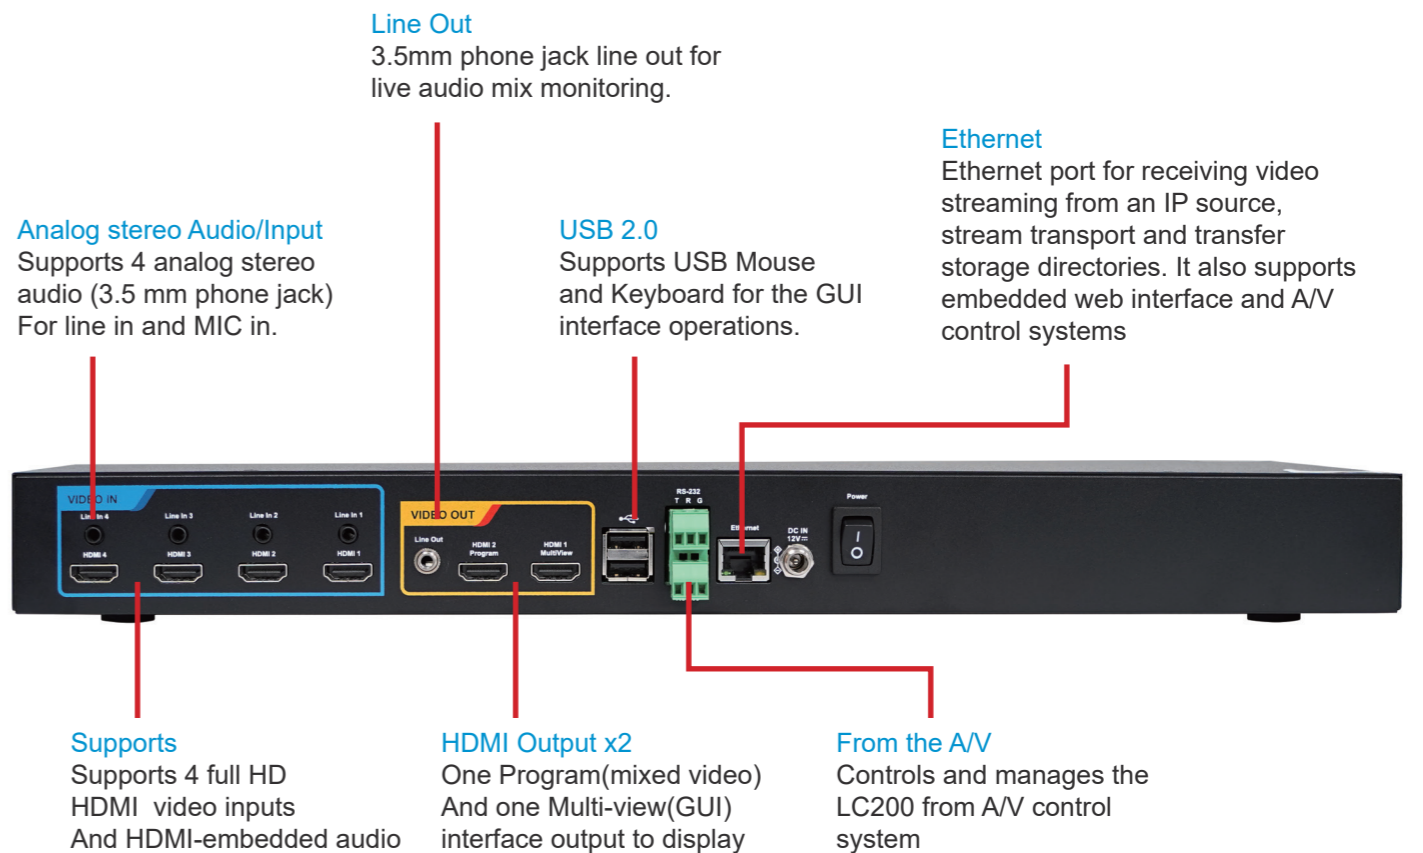 Line Out
3.5mm phone jack line out for
live audio mix monitoring.
Ethernet
Ethernet port for receiving video
streaming from an IP source,
stream transport and transfer
storage directories. It also supports
embedded web interface and A/V
control systems
Analog stereo Audio/Input
Supports 4 analog stereo
audio (3.5 mm phone jack)
For line in and MIC in.
USB 2.0
Supports USB Mouse
and Keyboard for the GUI
interface operations.
VIDEO IN
Line In 4
Line In 3
Line In 2
Line In 1
HDMI 4
HDMI 3
HDMI 2
HDMI 1
VIDEO OUT
Line Out
HDMI 2
Program
HDMI 1
MultiView
RS-232
T R G
Ethernet
DC IN
12V
Power
I
O
Supports
Supports 4 full HD
HDMI video inputs
And HDMI-embedded audio
HDMI Output x2
One Program(mixed video)
And one Multi-view(GUI)
interface output to display
From the A/V
Controls and manages the
LC200 from A/V control
system